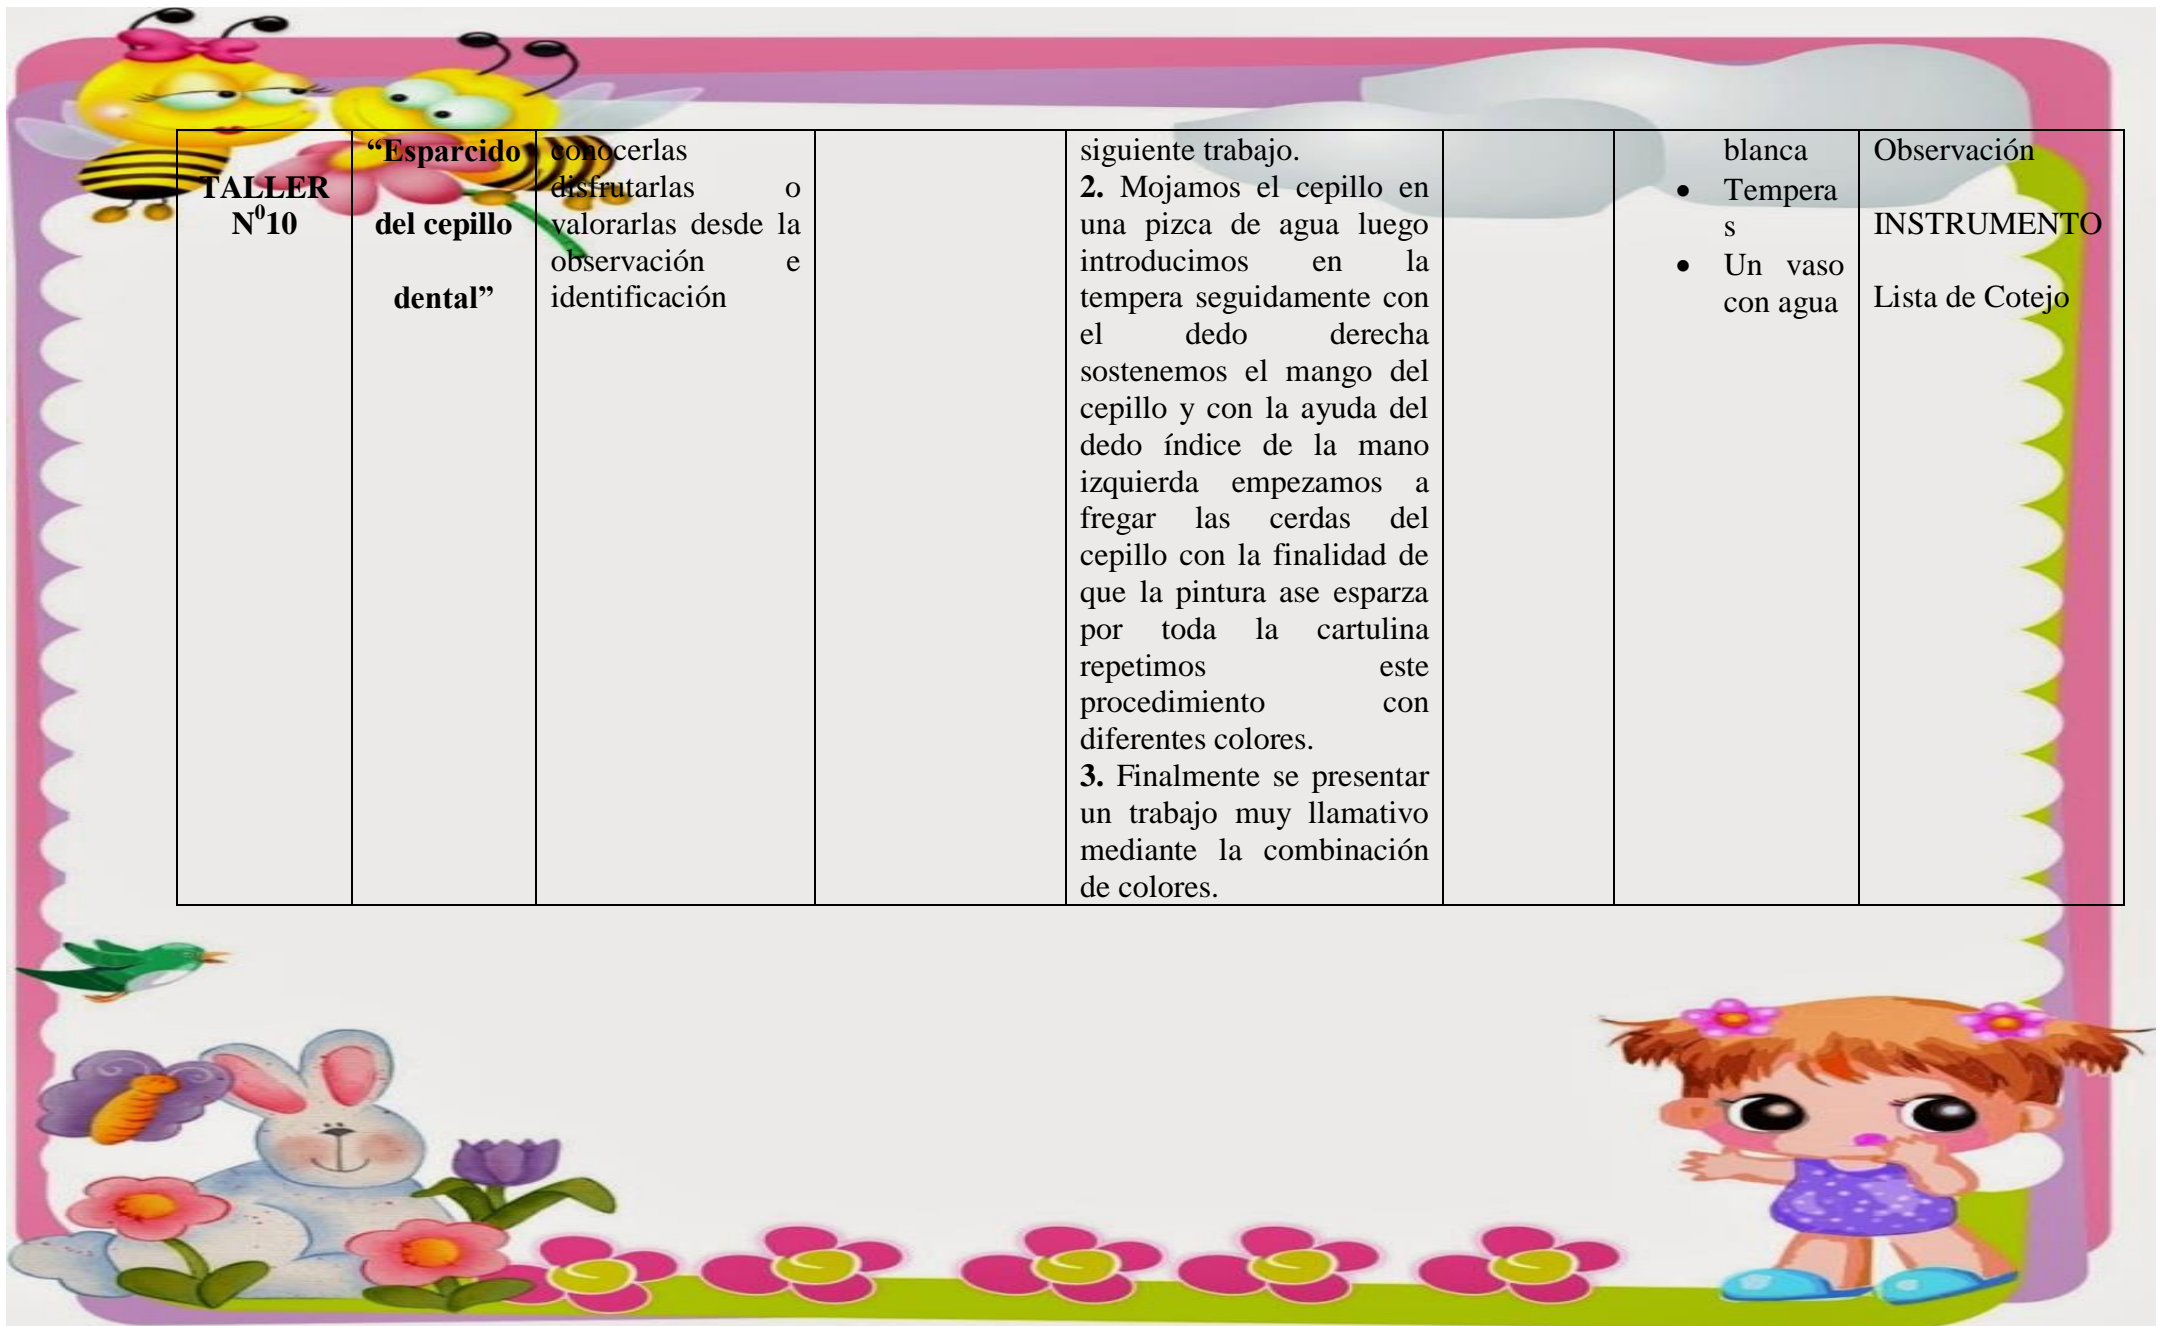 TALLER
N⁰10
“Esparcido
del cepillo
dental”
conocerlas
disfrutarlas o
valorarlas desde la
observación e
identificación
siguiente trabajo.
2. Mojamos el cepillo en
una pizca de agua luego
introducimos en la
tempera seguidamente con
el dedo derecha
sostenemos el mango del
cepillo y con la ayuda del
dedo índice de la mano
izquierda empezamos a
fregar las cerdas del
cepillo con la finalidad de
que la pintura ase esparza
por toda la cartulina
repetimos este
procedimiento con
diferentes colores.
3. Finalmente se presentar
un trabajo muy llamativo
mediante la combinación
de colores.
blanca
• Tempera
s
• Un vaso
con agua
Observación
INSTRUMENTO
Lista de Cotejo